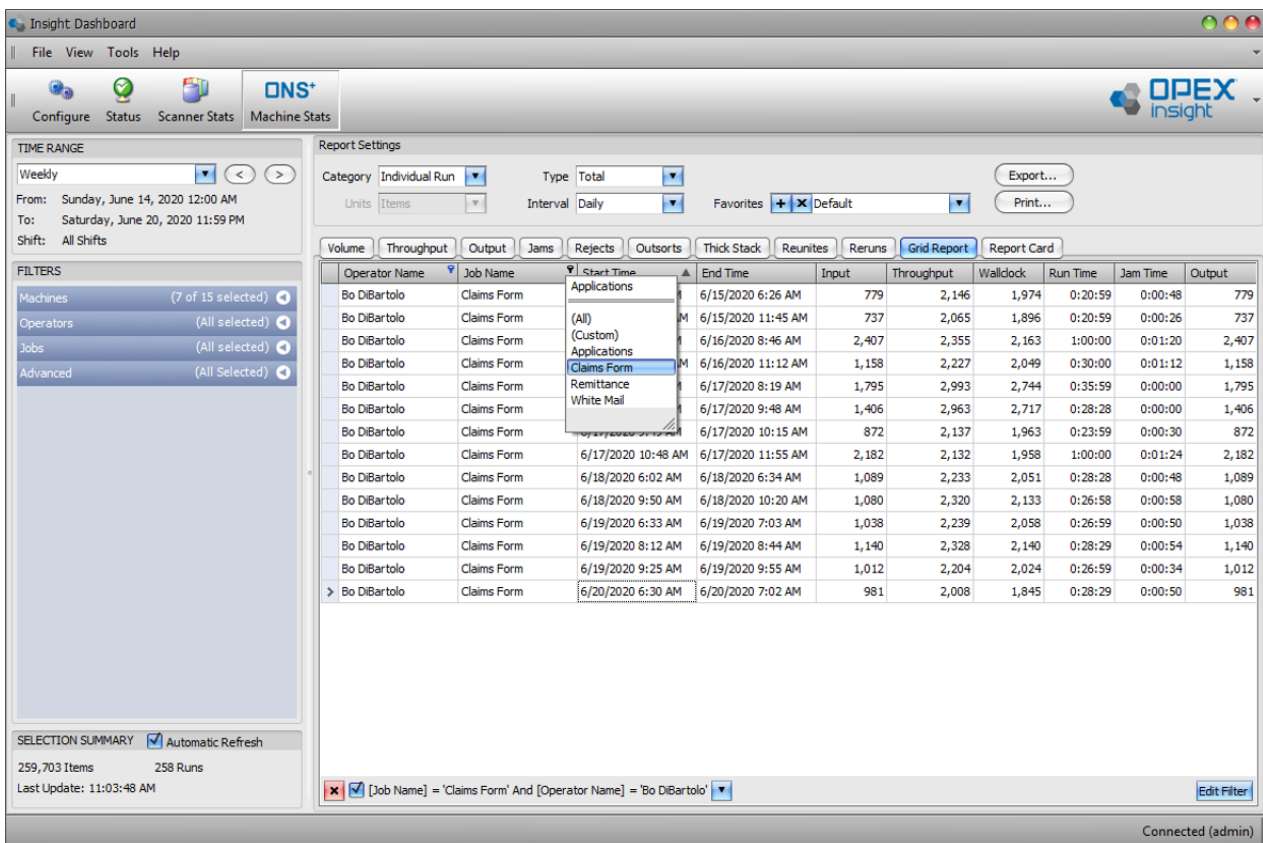 Insight Dashboard
File View Tools Help
Configure Status Scanner Stats ONS+ Machine Stats OPEX insight
TIME RANGE
Weekly < >
From: Sunday, June 14, 2020 12:00 AM
To: Saturday, June 20, 2020 11:59 PM
Shift: All Shifts
FILTERS
Machines (7 of 15 selected)
Operators (All selected)
Jobs (All selected)
Advanced (All Selected)
SELECTION SUMMARY Automatic Refresh
259,703 Items 258 Runs
Last Update: 11:03:48 AM
Report Settings
Category Individual Run Type Total Export...
Units Items Interval Daily Favorites + X Default Print...
Volume Throughput Output Jams Rejects Outsorts Thick Stack Reunites Reruns Grid Report Report Card
Operator Name Job Name Start Time End Time Input Throughput Wallclock Run Time Jam Time Output
Bo DiBartolo Claims Form 6/15/2020 6:26 AM 779 2,146 1,974 0:20:59 0:00:48 779
Bo DiBartolo Claims Form 6/15/2020 11:45 AM 737 2,065 1,896 0:20:59 0:00:26 737
Bo DiBartolo Claims Form 6/16/2020 8:46 AM 2,407 2,355 2,163 1:00:00 0:01:20 2,407
Bo DiBartolo Claims Form 6/16/2020 11:12 AM 1,158 2,227 2,049 0:30:00 0:01:12 1,158
Bo DiBartolo Claims Form 6/17/2020 8:19 AM 1,795 2,993 2,744 0:35:59 0:00:00 1,795
Bo DiBartolo Claims Form 6/17/2020 9:48 AM 1,406 2,963 2,717 0:28:28 0:00:00 1,406
Bo DiBartolo Claims Form 6/17/2020 10:15 AM 872 2,137 1,963 0:23:59 0:00:30 872
Bo DiBartolo Claims Form 6/17/2020 10:48 AM 6/17/2020 11:55 AM 2,182 2,132 1,958 1:00:00 0:01:24 2,182
Bo DiBartolo Claims Form 6/18/2020 6:02 AM 6/18/2020 6:34 AM 1,089 2,233 2,051 0:28:28 0:00:48 1,089
Bo DiBartolo Claims Form 6/18/2020 9:50 AM 6/18/2020 10:20 AM 1,080 2,320 2,133 0:26:58 0:00:58 1,080
Bo DiBartolo Claims Form 6/19/2020 6:33 AM 6/19/2020 7:03 AM 1,038 2,239 2,058 0:26:59 0:00:50 1,038
Bo DiBartolo Claims Form 6/19/2020 8:12 AM 6/19/2020 8:44 AM 1,140 2,328 2,140 0:28:29 0:00:54 1,140
Bo DiBartolo Claims Form 6/19/2020 9:25 AM 6/19/2020 9:55 AM 1,012 2,204 2,024 0:26:59 0:00:34 1,012
Bo DiBartolo Claims Form 6/20/2020 6:30 AM 6/20/2020 7:02 AM 981 2,008 1,845 0:28:29 0:00:50 981
Applications
(All)
(Custom)
Applications
Claims Form
Remittance
White Mail
[Job Name] = 'Claims Form' And [Operator Name] = 'Bo DiBartolo' Edit Filter
Connected (admin)